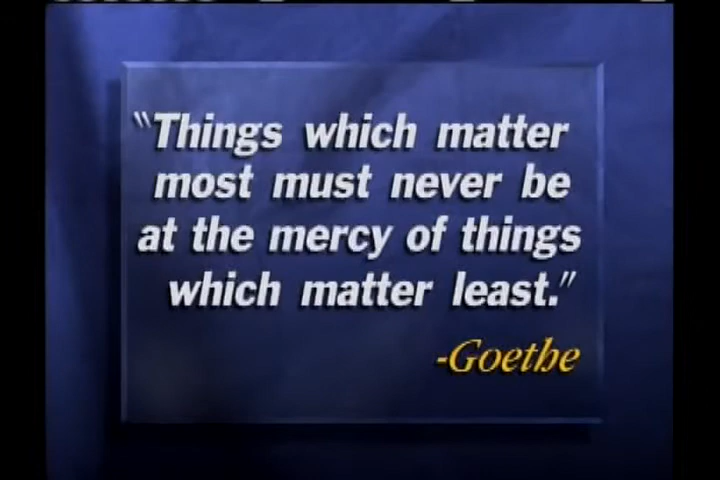 “Things which matter
most must never be
at the mercy of things
which matter least.”
-Goethe